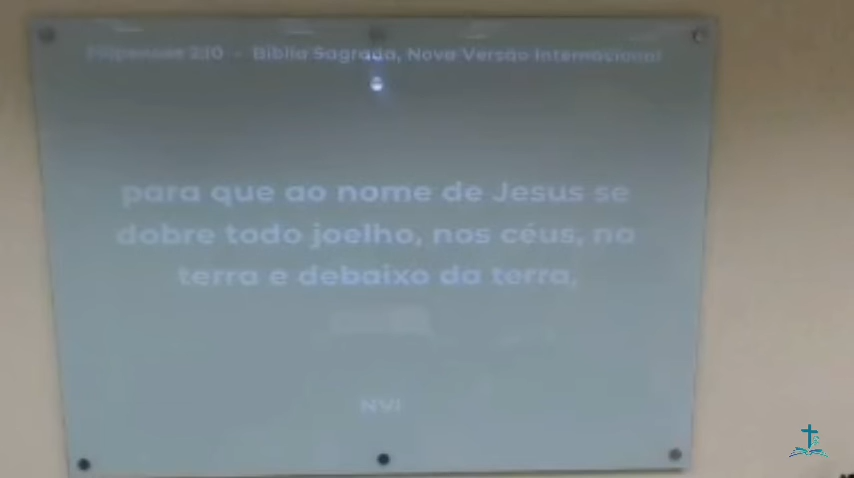 Filipenses 2:10 - Bíblia Sagrada, Nova Versão Internacional
para que ao nome de Jesus se
dobre todo joelho, nos céus, na
terra e debaixo da terra,
NVI